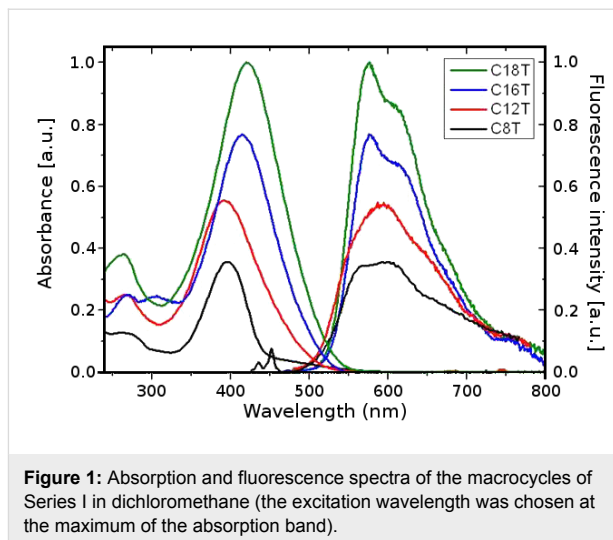 1.0
0.8
0.6
0.4
0.2
0.0
Absorbance [a.u.]
300 400 500 600 700 800
Wavelength (nm)
1.0
0.8
0.6
0.4
0.2
0.0
Fluorescence intensity [a.u.]
C18T
C16T
C12T
C8T
Figure 1: Absorption and fluorescence spectra of the macrocycles of
Series I in dichloromethane (the excitation wavelength was chosen at
the maximum of the absorption band).